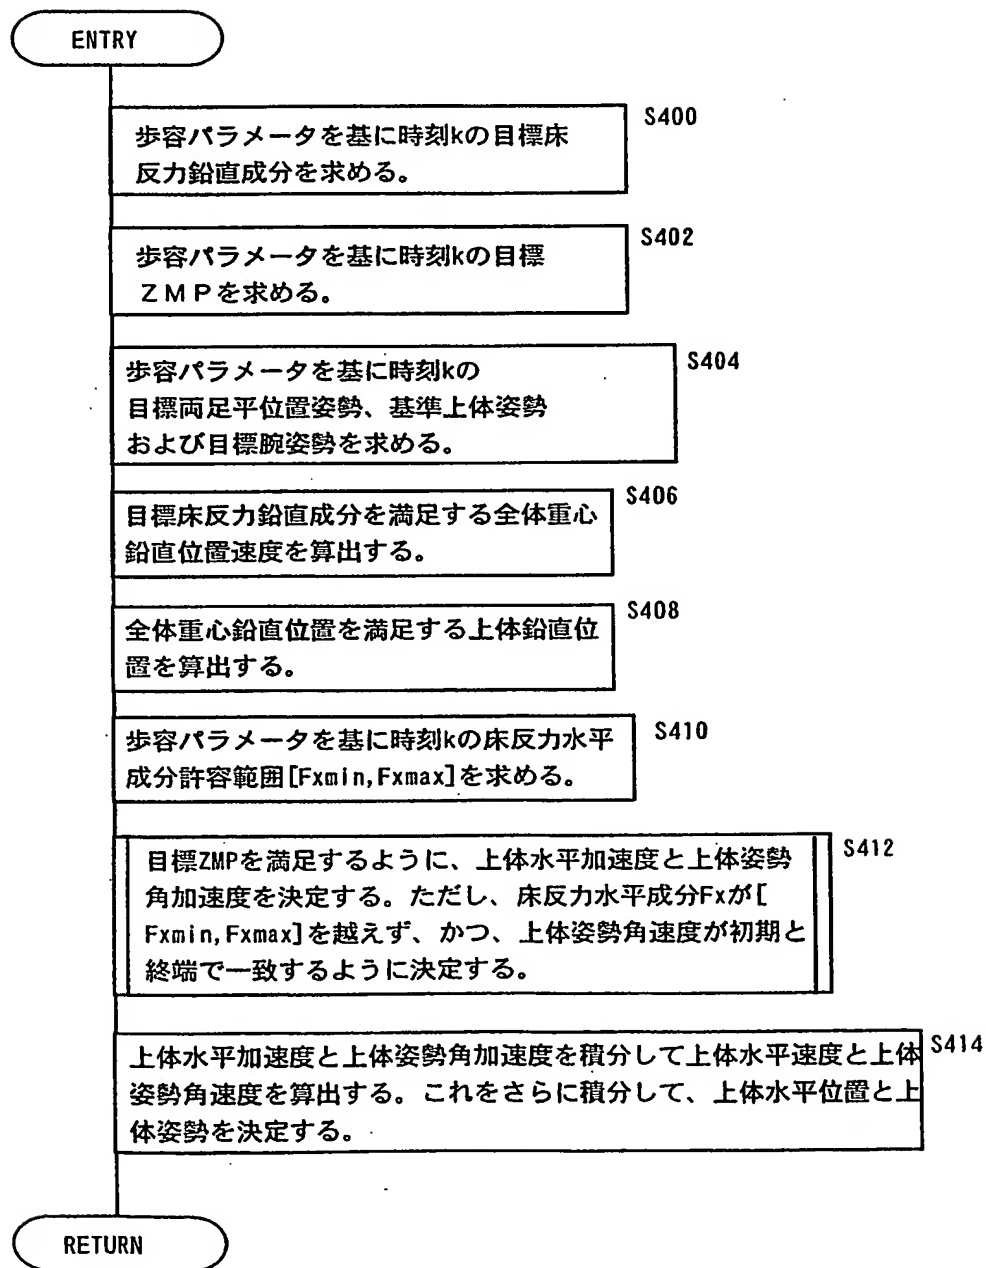 ENTRY
S400
歩容パラメータを基に時刻kの目標床
反力鉛直成分を求める。
S402
歩容パラメータを基に時刻kの目標
ＺＭＰを求める。
S404
歩容パラメータを基に時刻kの
目標両足平位置姿勢、基準上体姿勢
および目標腕姿勢を求める。
S406
目標床反力鉛直成分を満足する全体重心
鉛直位置速度を算出する。
S408
全体重心鉛直位置を満足する上体鉛直位
置を算出する。
S410
歩容パラメータを基に時刻kの床反力水平
成分許容範囲[Fxmin,Fxmax]を求める。
S412
目標ZMPを満足するように、上体水平加速度と上体姿勢
角加速度を決定する。ただし、床反力水平成分Fxが[
Fxmin,Fxmax]を越えず、かつ、上体姿勢角速度が初期と
終端で一致するように決定する。
S414
上体水平加速度と上体姿勢角加速度を積分して上体水平速度と上体
姿勢角速度を算出する。これをさらに積分して、上体水平位置と上
体姿勢を決定する。
RETURN